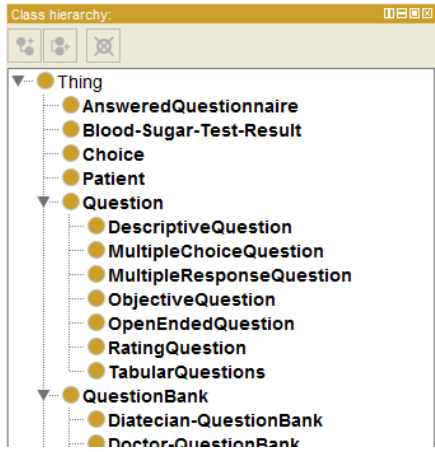 Class hierarchy:
Thing
AnsweredQuestionnaire
Blood-Sugar-Test-Result
Choice
Patient
Question
DescriptiveQuestion
MultipleChoiceQuestion
MultipleResponseQuestion
ObjectiveQuestion
OpenEndedQuestion
RatingQuestion
TabularQuestions
QuestionBank
Diatecian-QuestionBank
Doctor-QuestionBank